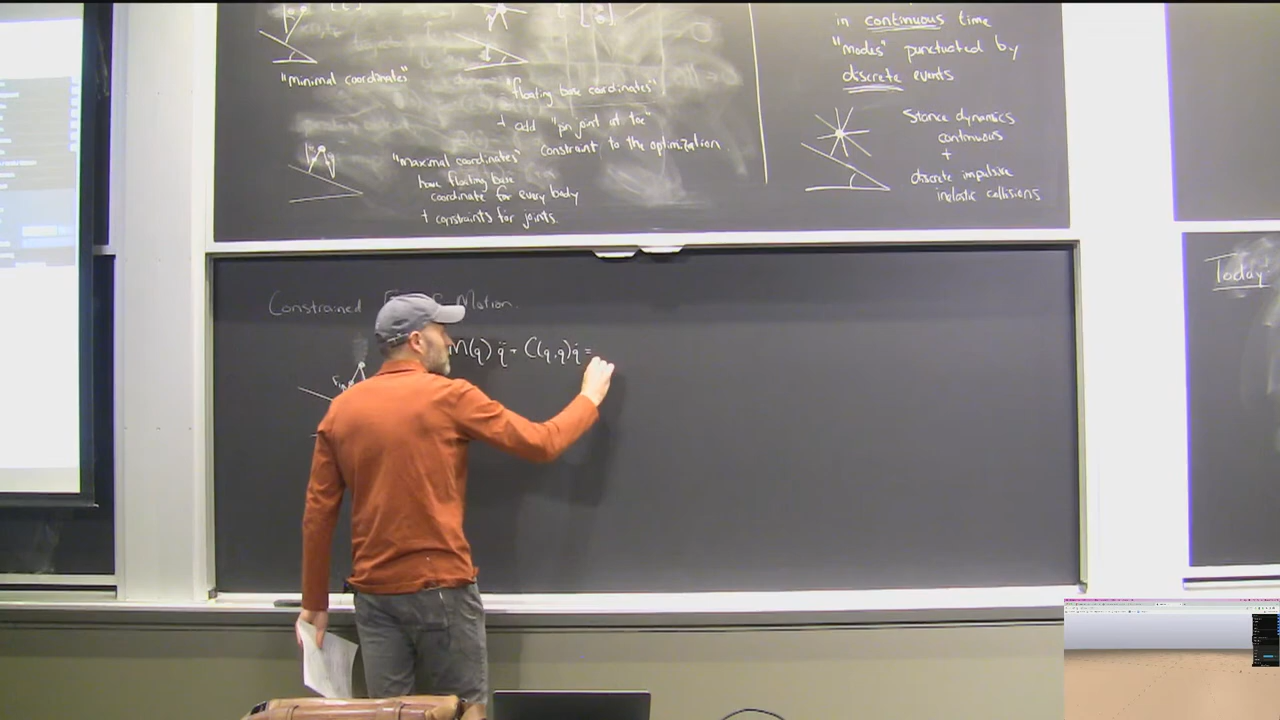 "minimal coordinates"
"floating base coordinates"
+ add "pin joint at toe"
constraint to the optimization.
"maximal coordinates"
have floating base
coordinate for every body
+ constraints for joints.
in continuous time
"modes" punctuated by
discrete events
Stance dynamics
continuous
+
discrete impulsive
inelastic collisions
Constrained Motion.
M(q) q̈ + C(q,q̇)q̇ =
Today